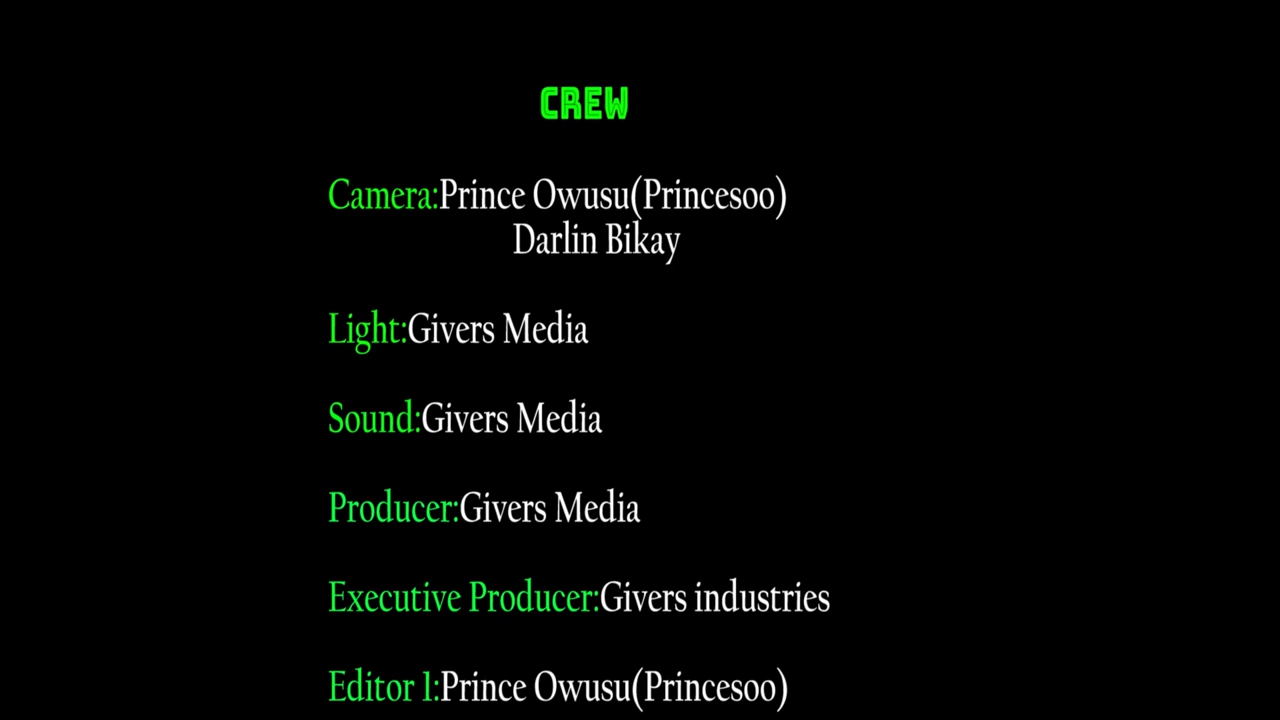 CREW
Camera:Prince Owusu(Princesoo)
Darlin Bikay
Light:Givers Media
Sound:Givers Media
Producer:Givers Media
Executive Producer:Givers industries
Editor 1:Prince Owusu(Princesoo)